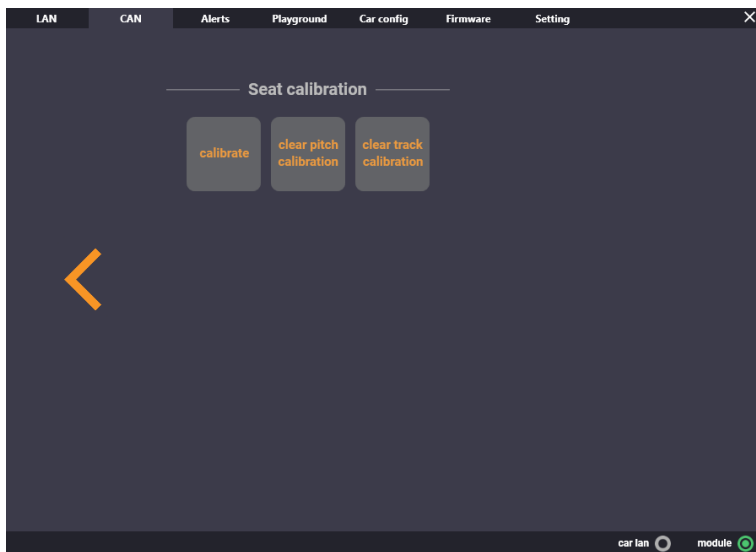 LAN CAN Alerts Playground Car config Firmware Setting
Seat calibration
calibrate
clear pitch
calibration
clear track
calibration
car lan module